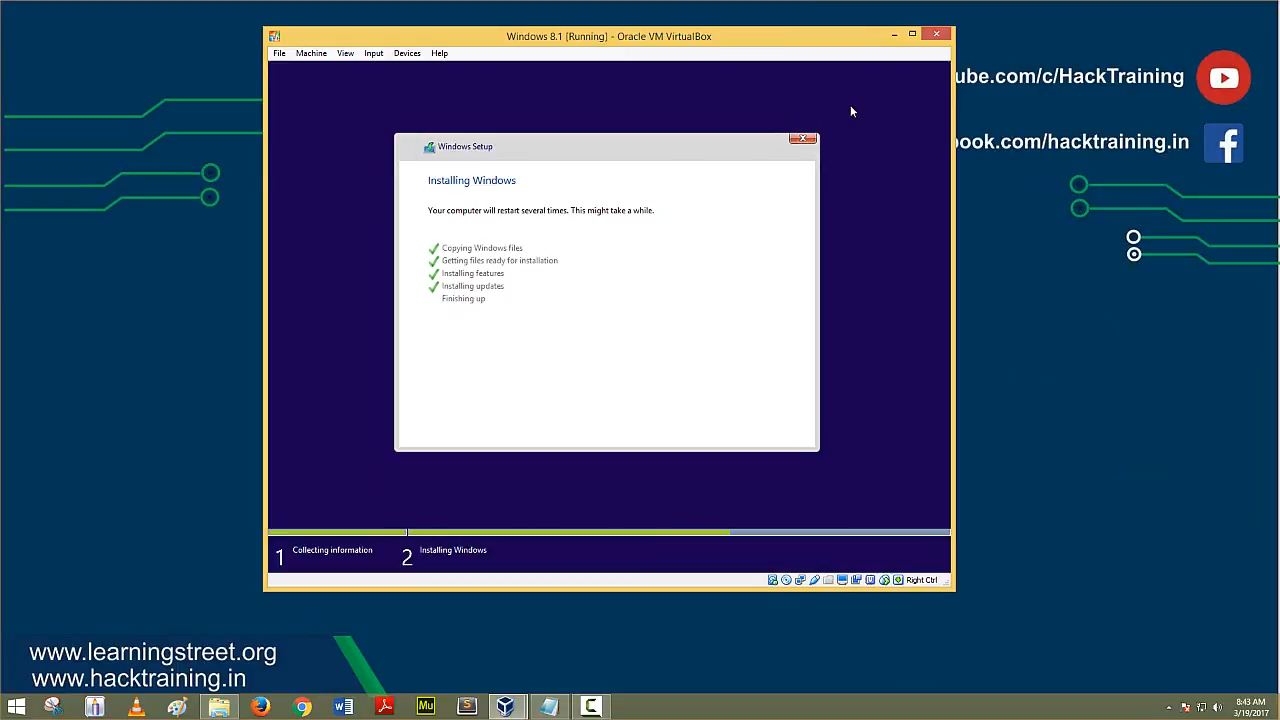 Windows 8.1 [Running] - Oracle VM VirtualBox
File Machine View Input Devices Help
ube.com/c/HackTraining
ook.com/hacktraining.in
Windows Setup
Installing Windows
Your computer will restart several times. This might take a while.
Copying Windows files
Getting files ready for installation
Installing features
Installing updates
Finishing up
1 Collecting information 2 Installing Windows
Right Ctrl
www.learningstreet.org
www.hacktraining.in
Mu
S
W
C
8:43 AM
3/19/2017